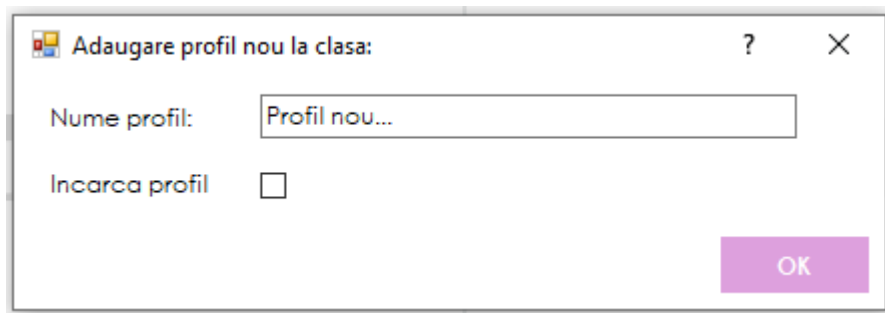 Adaugare profil nou la clasa:
Nume profil: Profil nou...
Incarca profil
OK